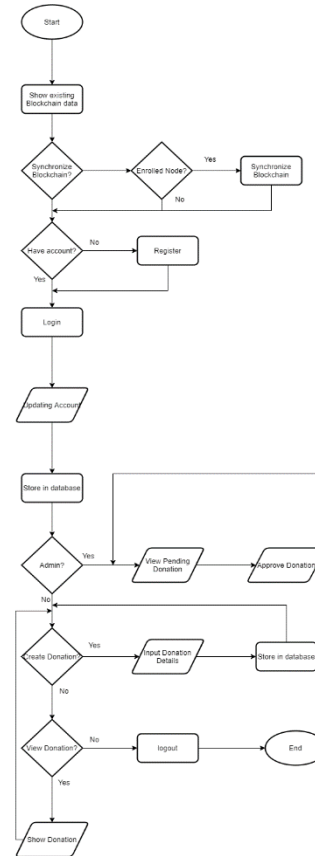 Start
Show existing
Blockchain data
Synchronize
Blockchain?
Enrolled Node?
Yes
Synchronize
Blockchain
No
Have account?
No
Register
Yes
Login
Updating Account
Store in database
Admin?
Yes
View Pending
Donation
Approve Donation
No
Create Donation?
Yes
Input Donation
Details
Store in database
No
View Donation?
No
logout
End
Yes
Show Donation